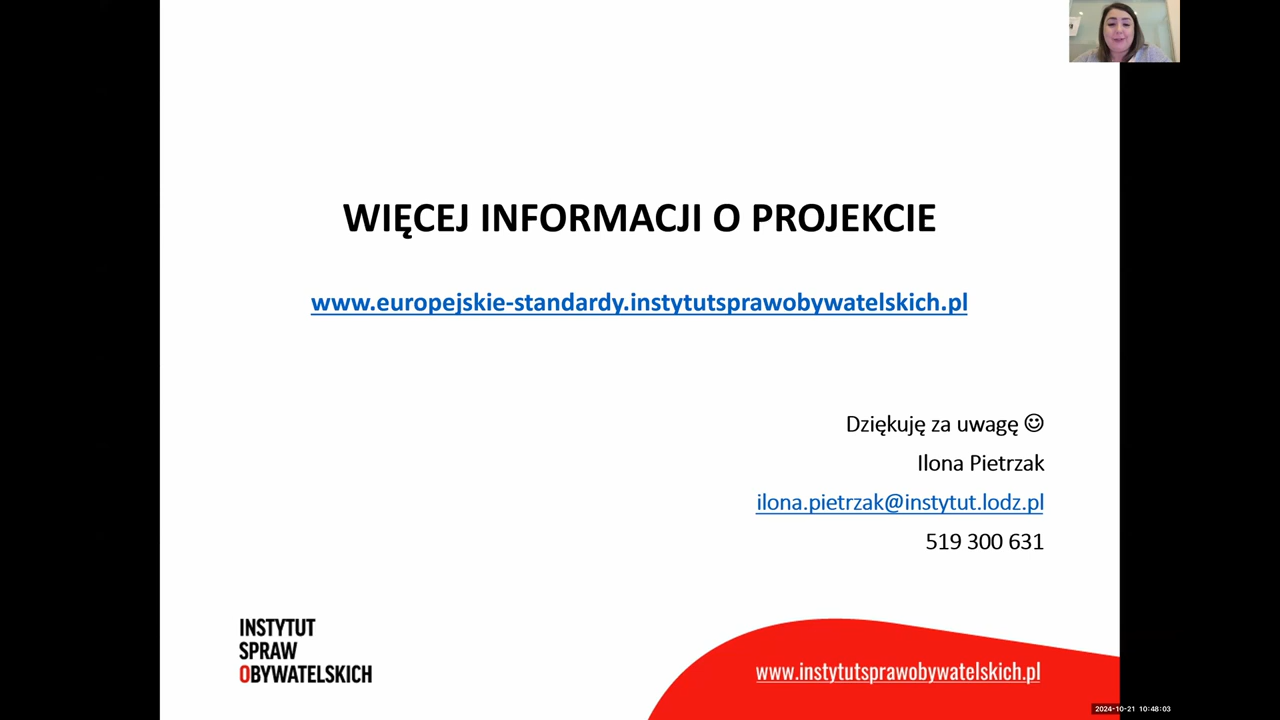 WIĘCEJ INFORMACJI O PROJEKCIE
www.europejskie-standardy.instytutsprawobywatelskich.pl
Dziękuję za uwagę ☺
Ilona Pietrzak
ilona.pietrzak@instytut.lodz.pl
519 300 631
INSTYTUT
SPRAW
OBYWATELSKICH
www.instytutsprawobywatelskich.pl
2024-10-21 10:48:03